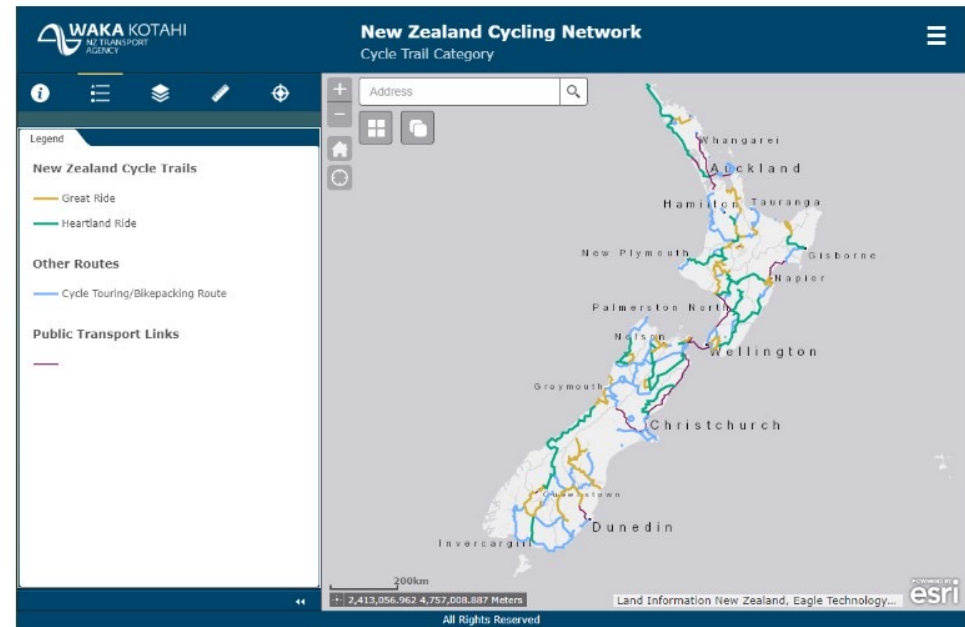 WAKA KOTAHI
NZ TRANSPORT
AGENCY
New Zealand Cycling Network
Cycle Trail Category
Legend
New Zealand Cycle Trails
Great Ride
Heartland Ride
Other Routes
Cycle Touring/Bikepacking Route
Public Transport Links
Address
Whangarei
Auckland
Hamilton
Tauranga
New Plymouth
Gisborne
Napier
Palmerston North
Nelson
Wellington
Greymouth
Christchurch
Queenstown
Dunedin
Invercargill
200km
2,413,056.962 4,757,008.887 Meters
Land Information New Zealand, Eagle Technology...
POWERED BY
esri
All Rights Reserved